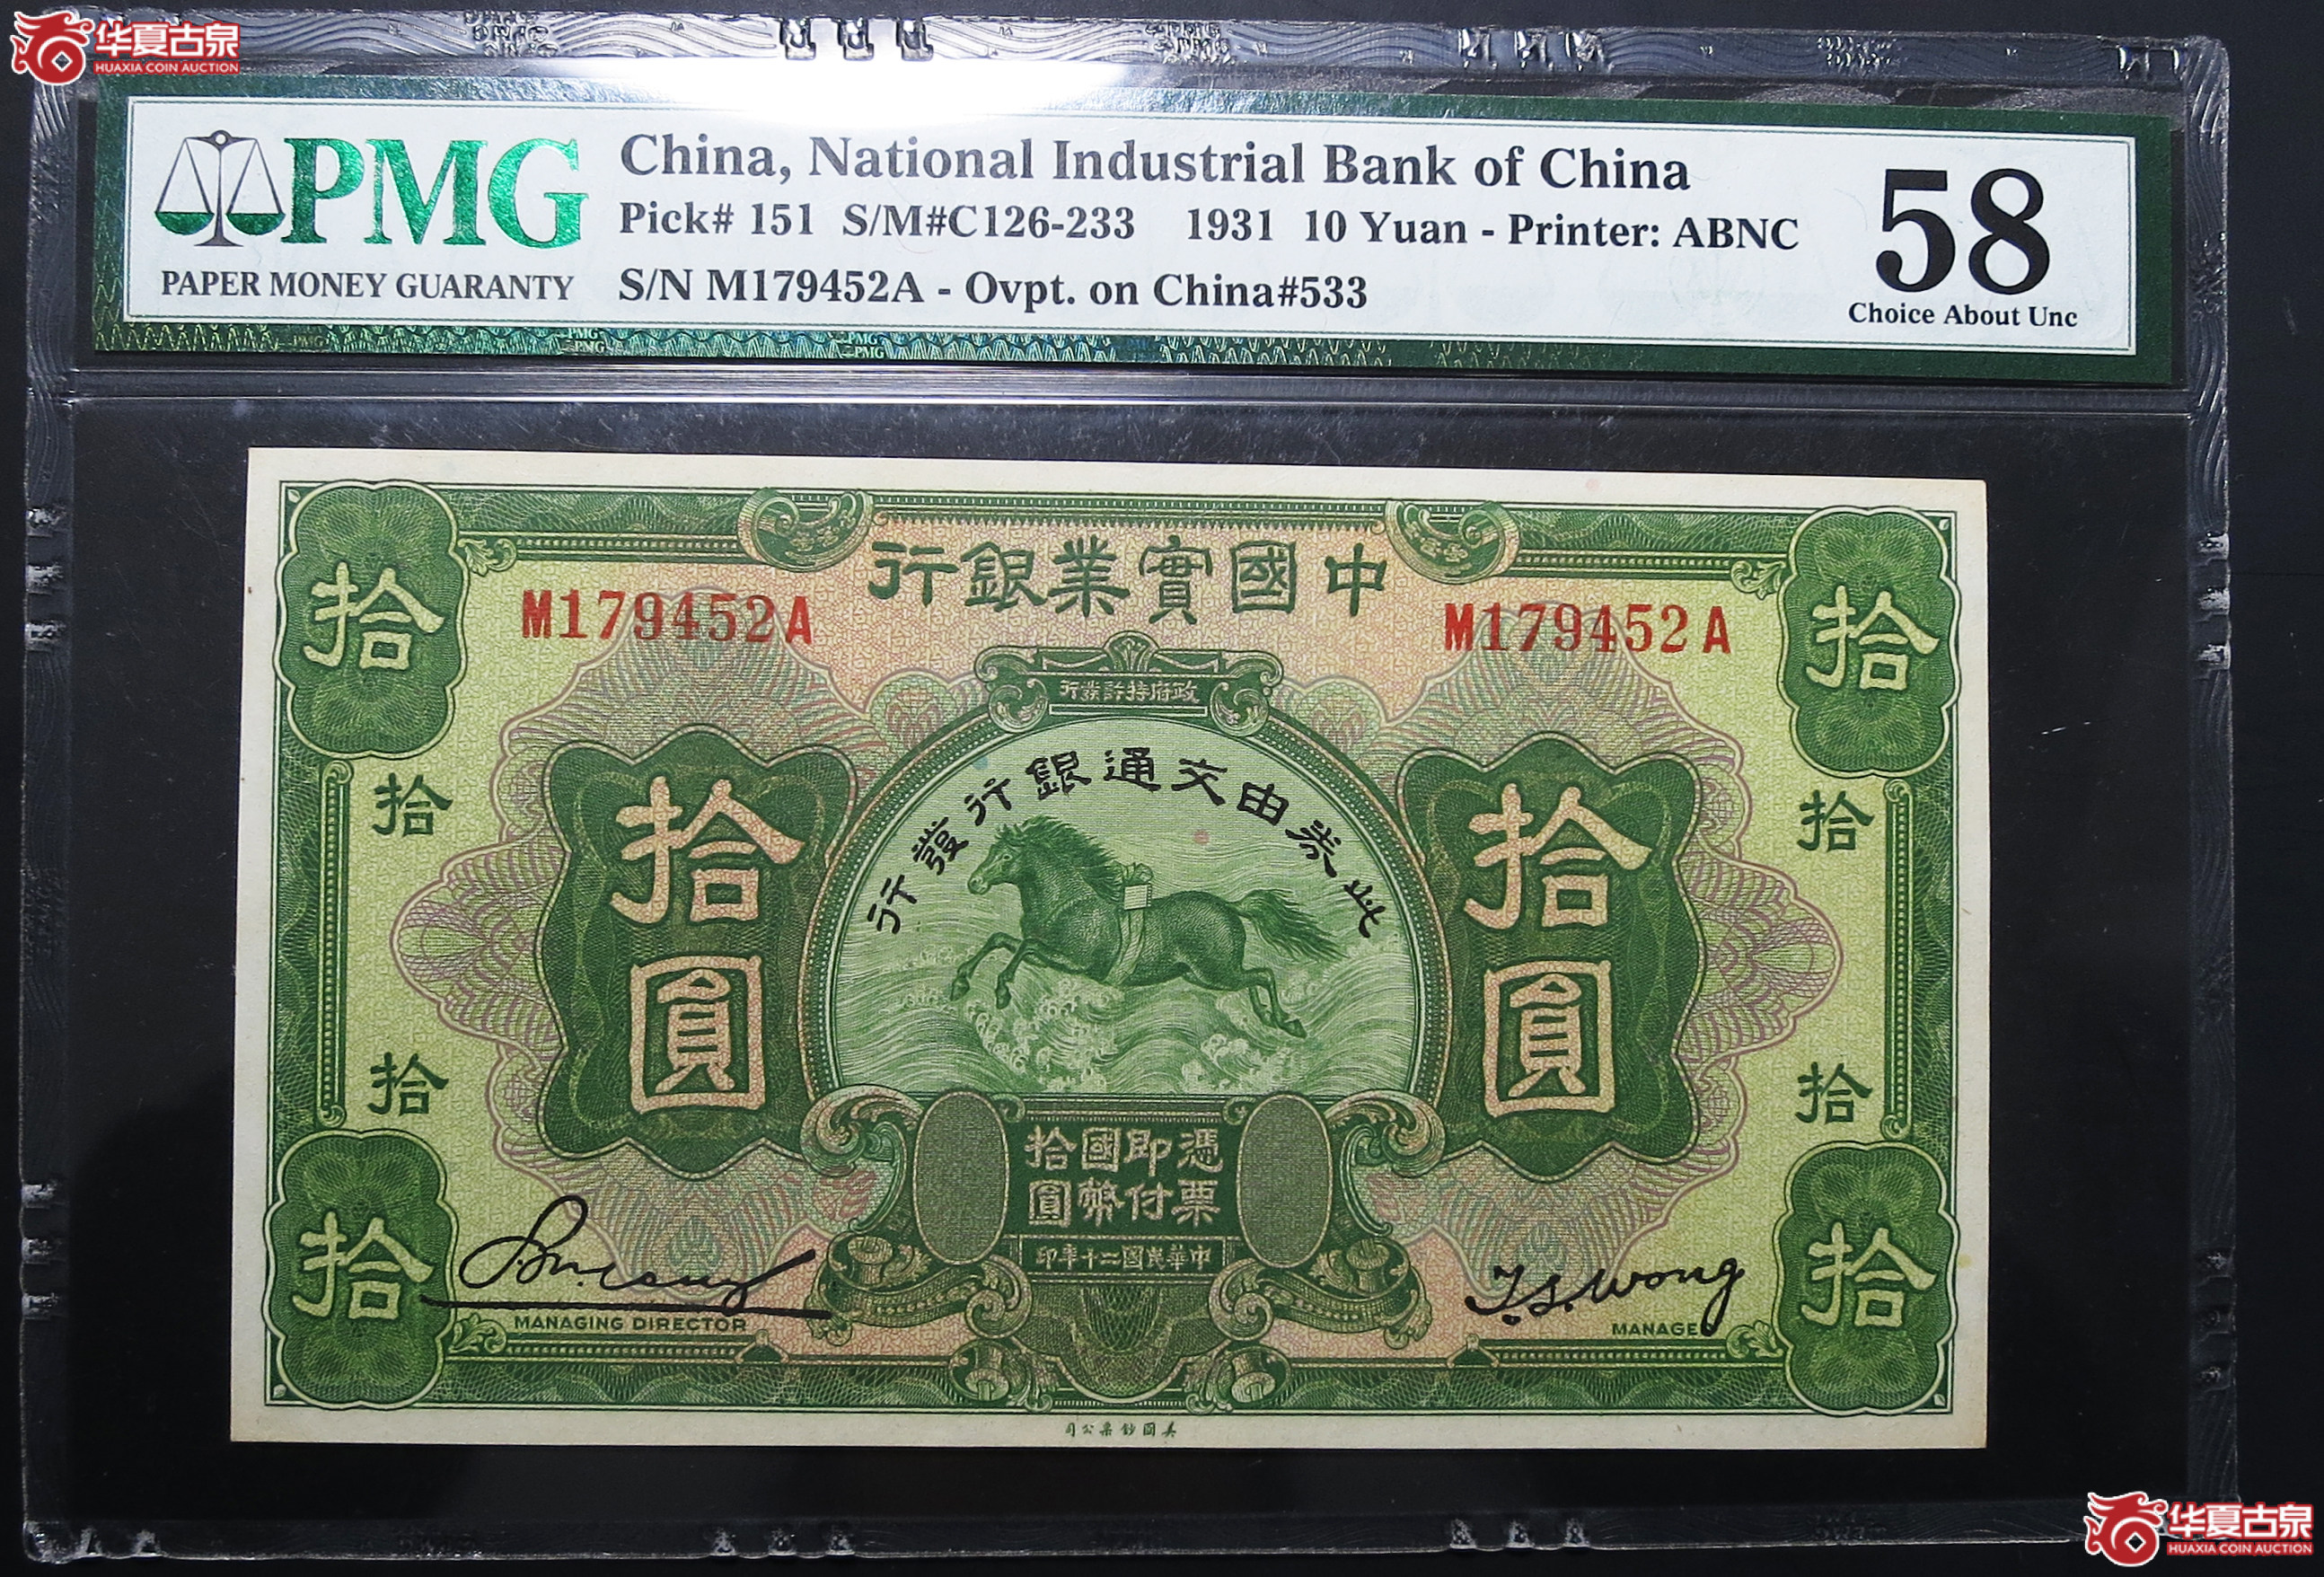 华夏古泉
HUAXIA COIN AUCTION
PMG
PAPER MONEY GUARANTY
China, National Industrial Bank of China
Pick# 151 S/M#C126-233 1931 10 Yuan - Printer: ABNC
S/N M179452A - Ovpt. on China#533
58
Choice About Unc
中國實業銀行
拾
拾
M179452A
M179452A
政府特許發行
此券由交通銀行發行
拾
拾
拾圓
拾圓
拾
拾
憑票即付國幣拾圓
中華民國二十年印
拾
拾
T.S. Wong
MANAGING DIRECTOR
MANAGER
美國鈔票公司
华夏古泉
HUAXIA COIN AUCTION